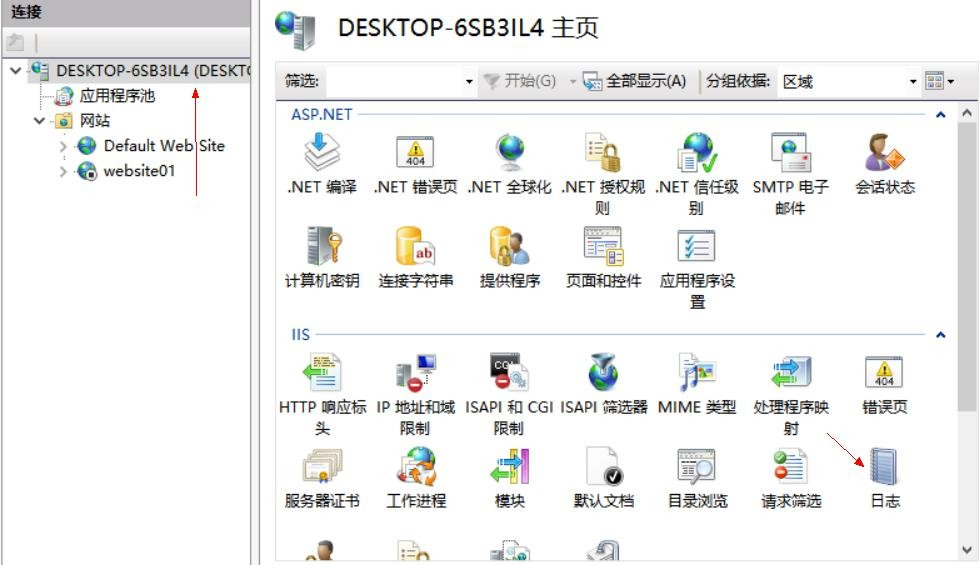 连接
DESKTOP-6SB3IL4 (DESKTO
应用程序池
网站
Default Web Site
website01
DESKTOP-6SB3IL4 主页
筛选: 开始(G) 全部显示(A) 分组依据: 区域
ASP.NET
.NET 编译 .NET 错误页 .NET 全球化 .NET 授权规则 .NET 信任级别 SMTP 电子邮件 会话状态
计算机密钥 连接字符串 提供程序 页面和控件 应用程序设置
IIS
HTTP 响应标头 IP 地址和域限制 ISAPI 和 CGI 限制 ISAPI 筛选器 MIME 类型 处理程序映射 错误页
服务器证书 工作进程 模块 默认文档 目录浏览 请求筛选 日志